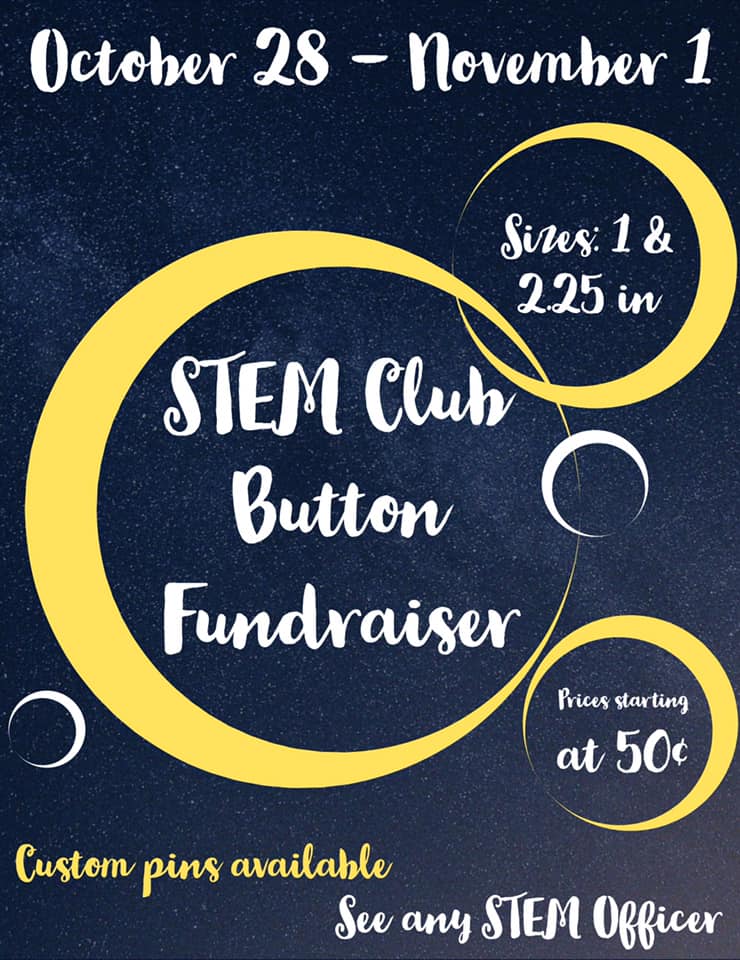 October 28 - November 1
Sizes: 1 &
2.25 in
STEM Club
Button
Fundraiser
Prices starting
at 50¢
Custom pins available
See any STEM Officer